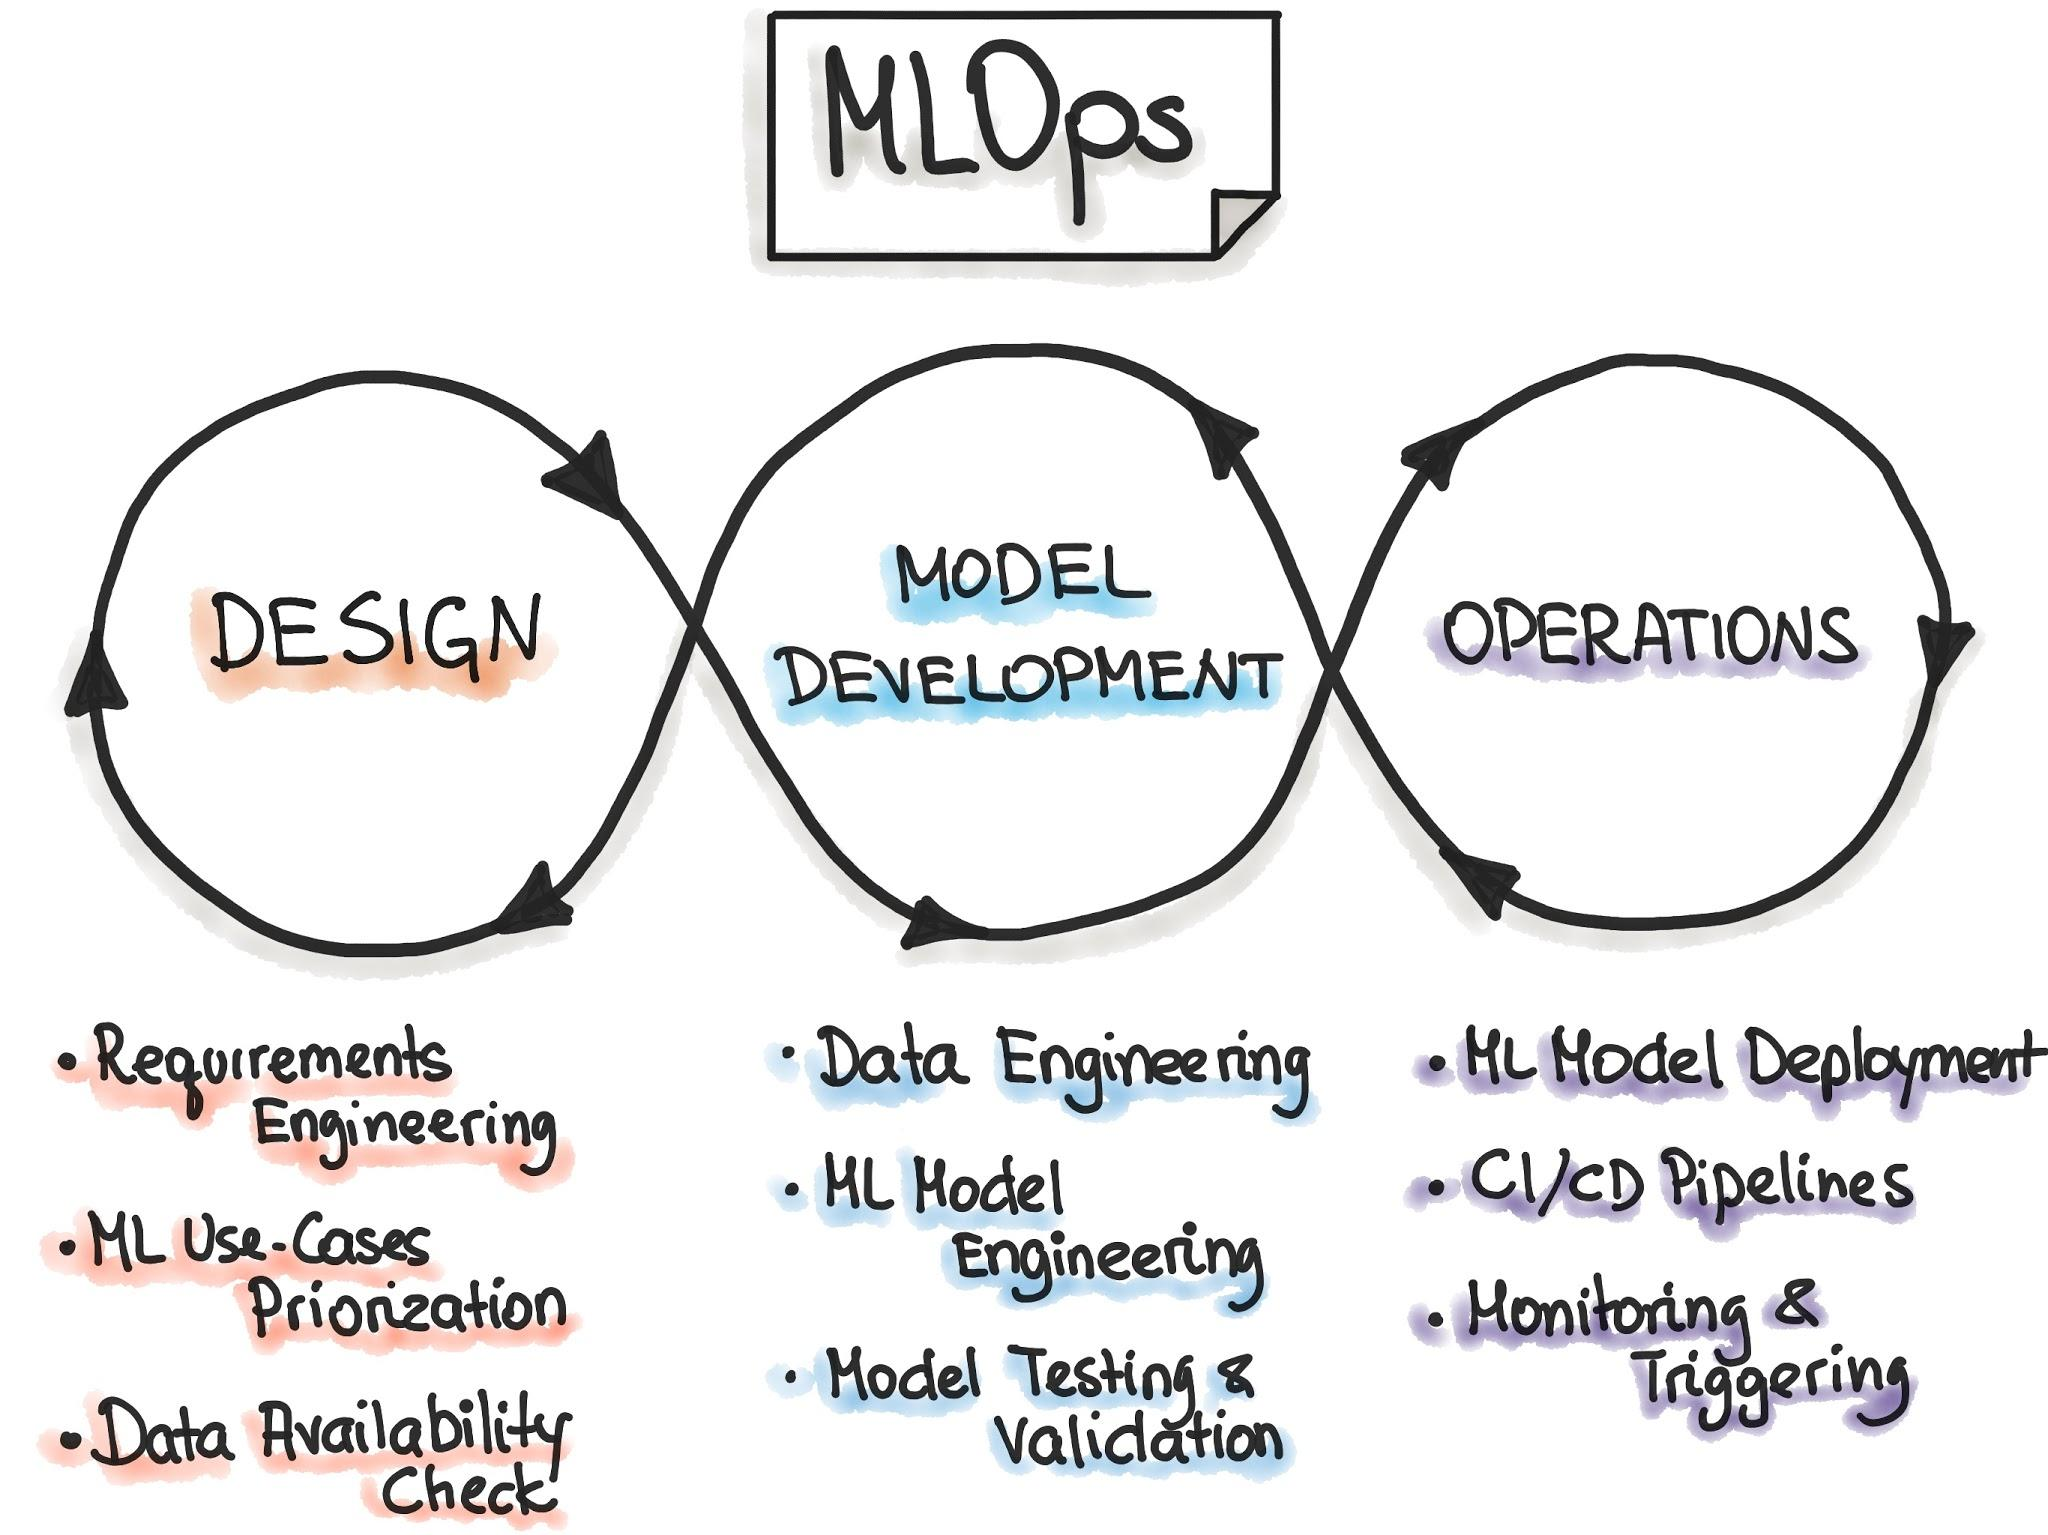 MLOps
DESIGN
MODEL
DEVELOPMENT
OPERATIONS
• Requirements
Engineering
• ML Use-Cases
Priorization
• Data Availability
Check
• Data Engineering
• ML Model
Engineering
• Model Testing &
Validation
• ML Model Deployment
• CI/CD Pipelines
• Monitoring &
Triggering